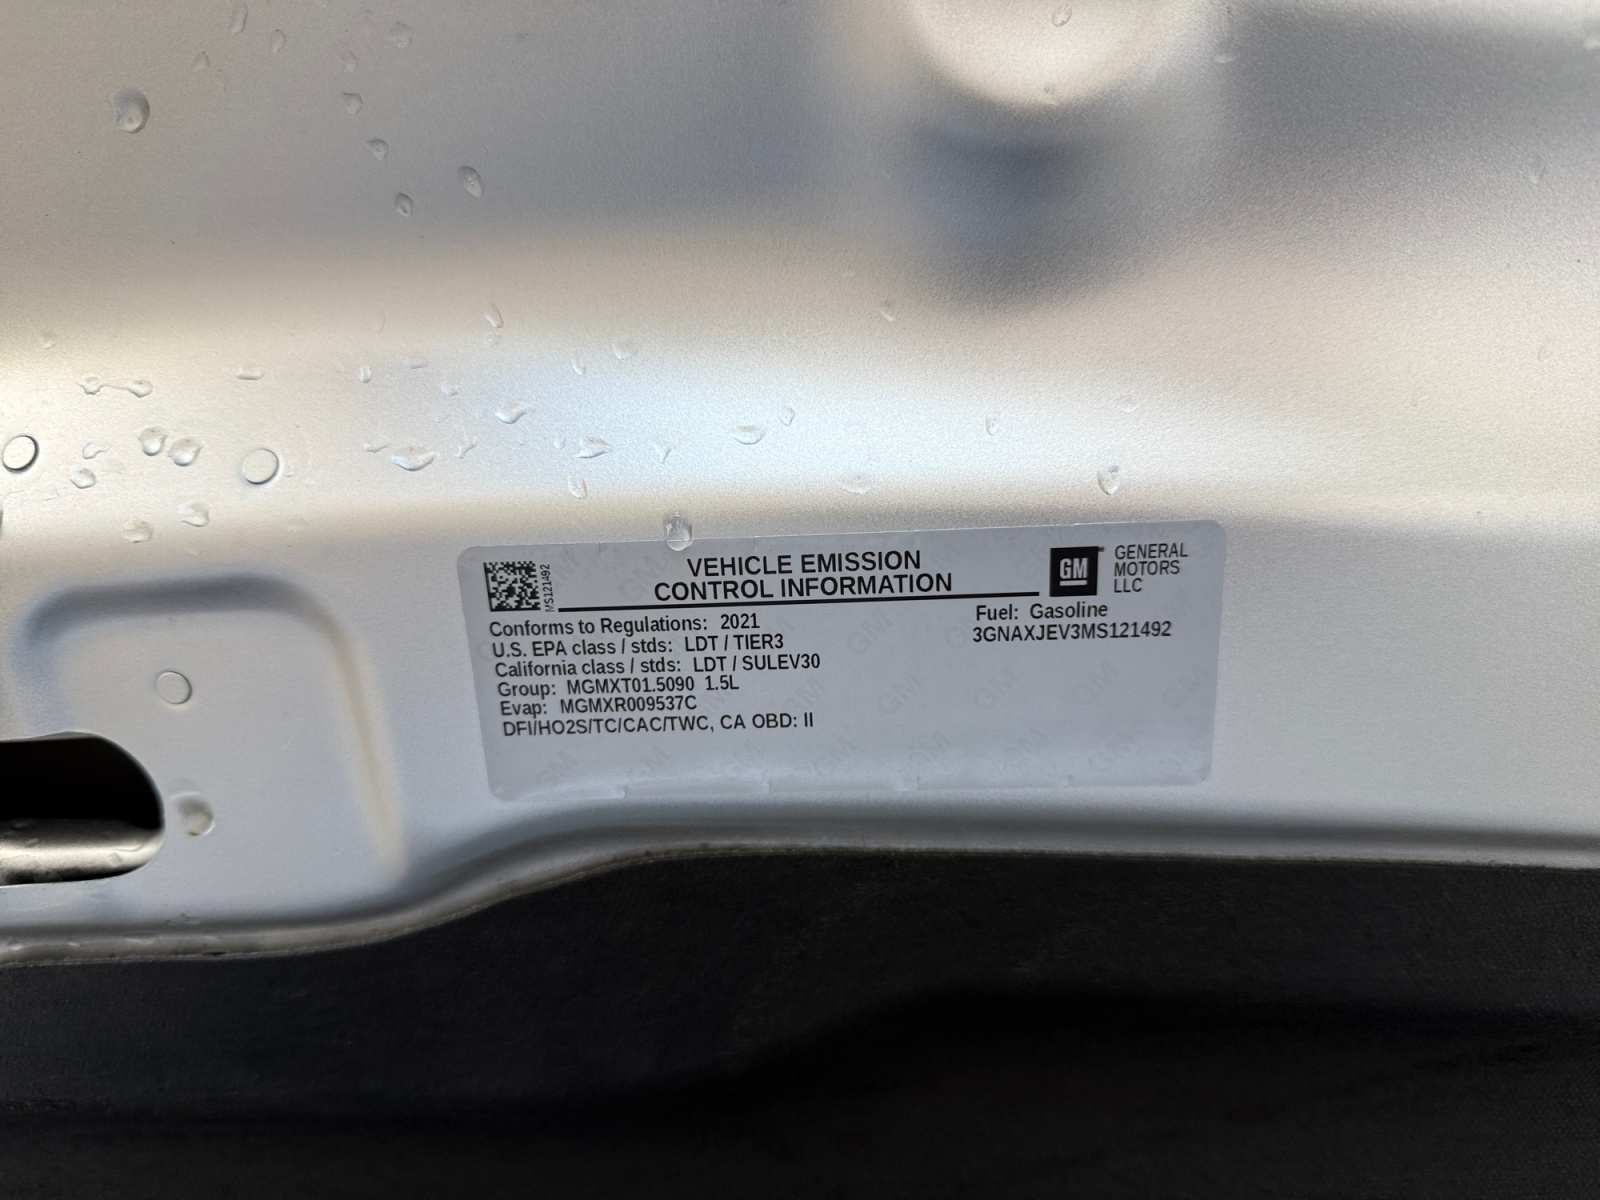 VEHICLE EMISSION
CONTROL INFORMATION
MS121492
GM
GENERAL
MOTORS
LLC
Conforms to Regulations: 2021
U.S. EPA class / stds: LDT / TIER3
California class / stds: LDT / SULEV30
Group: MGMXT01.5090 1.5L
Evap: MGMXR009537C
DFI/HO2S/TC/CAC/TWC, CA OBD: II
Fuel: Gasoline
3GNAXJEV3MS121492